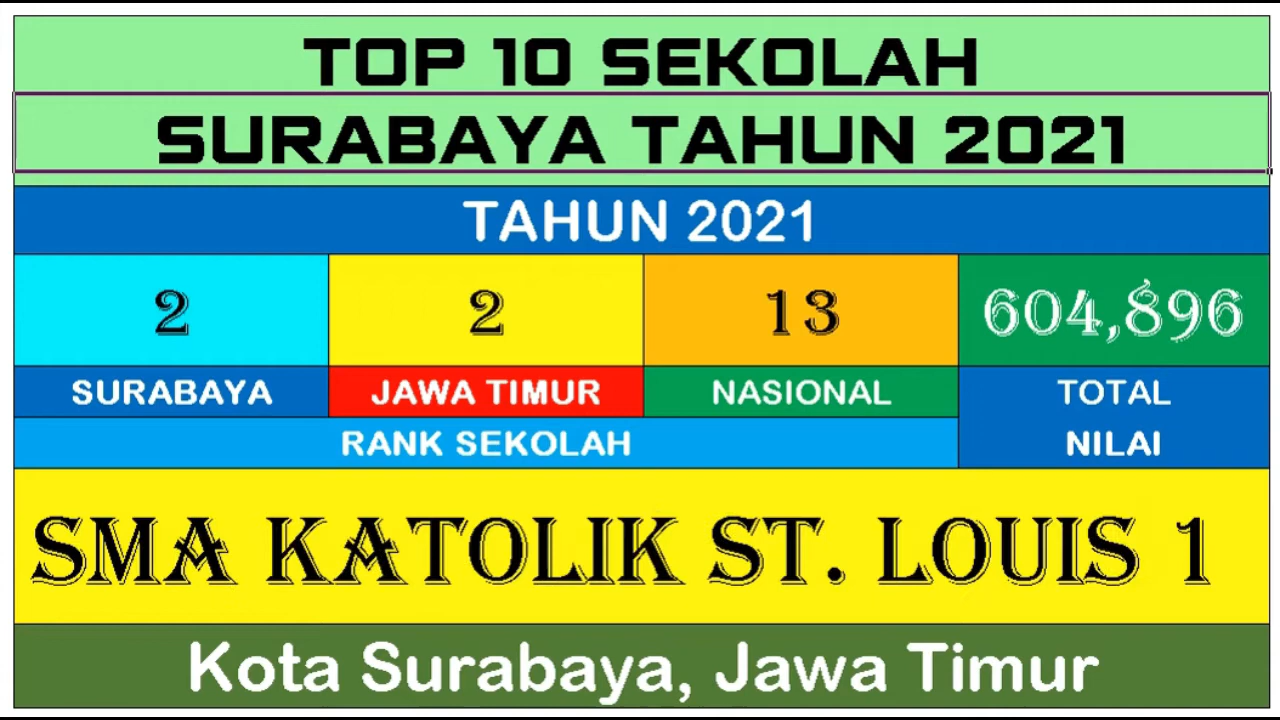 TOP 10 SEKOLAH
SURABAYA TAHUN 2021
TAHUN 2021
2 2 13 604,896
SURABAYA JAWA TIMUR NASIONAL TOTAL
RANK SEKOLAH NILAI
SMA KATOLIK ST. LOUIS 1
Kota Surabaya, Jawa Timur